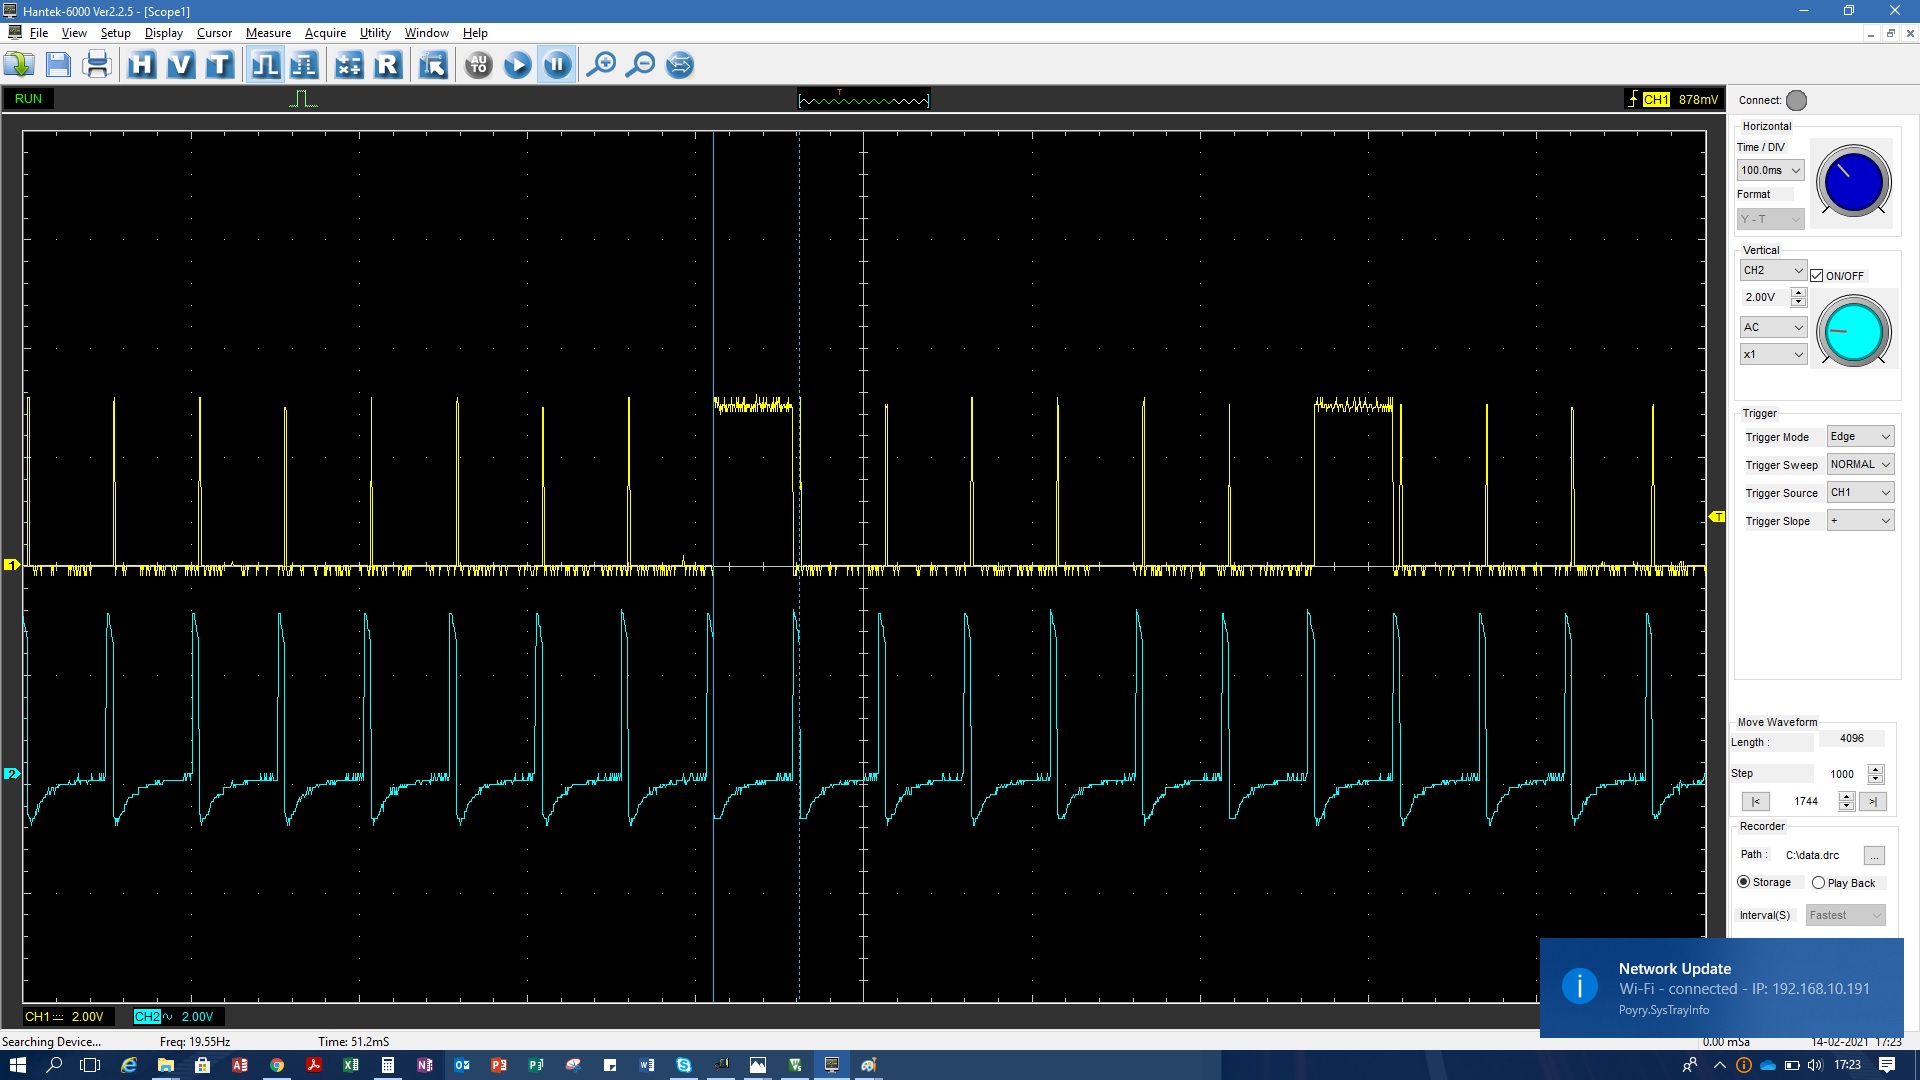 Hantek-6000 Ver2.2.5 - [Scope1]
File View Setup Display Cursor Measure Acquire Utility Window Help
H V T R AU TO
RUN
T
CH1 878mV
Connect:
Horizontal
Time / DIV
100.0ms
Format
Y - T
Vertical
CH2 ON/OFF
2.00V
AC
x1
Trigger
Trigger Mode Edge
Trigger Sweep NORMAL
Trigger Source CH1
Trigger Slope +
T
1
2
Move Waveform
Length : 4096
Step 1000
|< 1744 >|
Recorder
Path : C:\data.drc ...
Storage Play Back
Interval(S) Fastest
Network Update
Wi-Fi - connected - IP: 192.168.10.191
Poyry.SysTrayInfo
CH1 2.00V CH2 2.00V
Searching Device... Freq: 19.55Hz Time: 51.2mS 0.00 mSa 14-02-2021 17:23
17:23